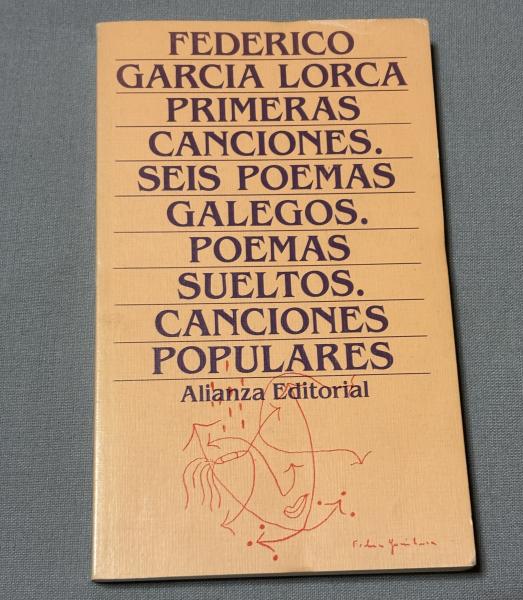 FEDERICO
GARCIA LORCA
PRIMERAS
CANCIONES.
SEIS POEMAS
GALEGOS.
POEMAS
SUELTOS.
CANCIONES
POPULARES
Alianza Editorial